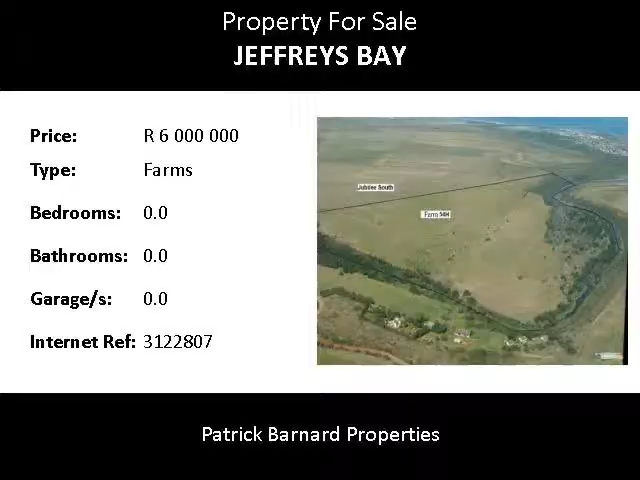 Property For Sale
JEFFREYS BAY
Price: R 6 000 000
Type: Farms
Bedrooms: 0.0
Bathrooms: 0.0
Garage/s: 0.0
Internet Ref: 3122807
Jubilee South
Farm
Patrick Barnard Properties